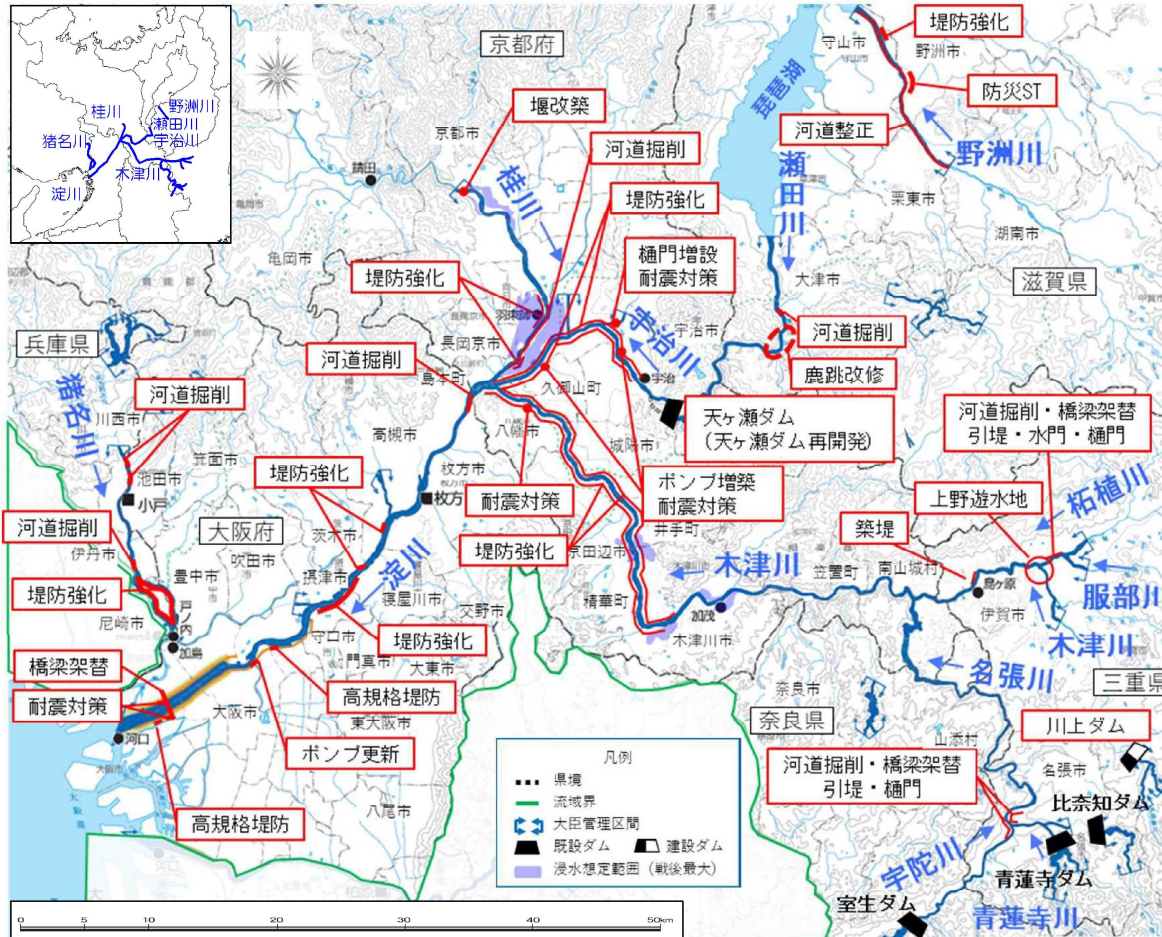 桂川
野洲川
瀬田川
猪名川
宇治川
木津川
淀川
京都府
堤防強化
守山市
守山市
野洲市
琵琶湖
防災ST
堰改築
京都市
河道掘削
河道整正
野洲川
請田
桂川
瀬田川
栗東市
堤防強化
湖南市
亀岡市
樋門増設
耐震対策
大津市
滋賀県
堤防強化
羽束師
宇治川
宇治市
兵庫県
長岡京市
河道掘削
河道掘削
島本町
久御山町
宇治
鹿跳改修
河道掘削
猪名川
川西市
高槻市
八幡市
城陽市
天ヶ瀬ダム
(天ヶ瀬ダム再開発)
河道掘削・橋梁架替
引堤・水門・樋門
箕面市
池田市
小戸
堤防強化
枚方市
枚方市
枚方
耐震対策
ポンプ増築
耐震対策
上野遊水地
柘植川
河道掘削
大阪府
茨木市
井手町
築堤
伊丹市
吹田市
堤防強化
京田辺市
木津川
笠置町
南山城村
島ヶ原
豊中市
摂津市
淀川
服部川
堤防強化
寝屋川市
交野市
精華町
加茂
伊賀市
尼崎市
戸ノ内
守口市
堤防強化
木津川市
木津川
加島
門真市
大東市
名張川
橋梁架替
耐震対策
高規格堤防
奈良市
三重県
大阪市
東大阪市
奈良県
川上ダム
河口
ポンプ更新
山添村
凡例
河道掘削・橋梁架替
引堤・樋門
名張市
県境
流域界
比奈知ダム
大臣管理区間
八尾市
高規格堤防
既設ダム
建設ダム
浸水想定範囲(戦後最大)
宇陀川
青蓮寺ダム
室生ダム
青蓮寺川
0 5 10 20 30 40 50km